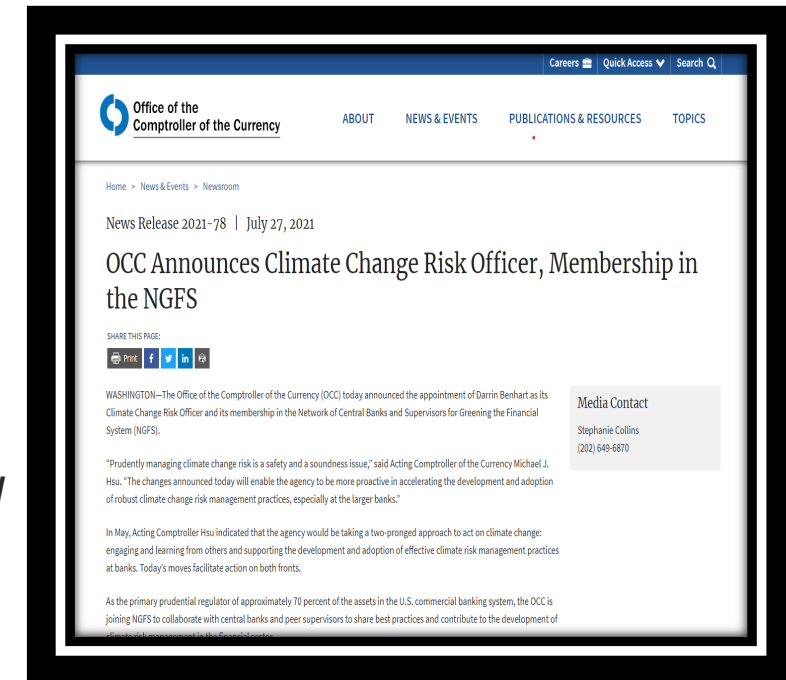 Careers Quick Access Search
Office of the
Comptroller of the Currency
ABOUT NEWS & EVENTS PUBLICATIONS & RESOURCES TOPICS
Home > News & Events > Newsroom
News Release 2021-78 | July 27, 2021
OCC Announces Climate Change Risk Officer, Membership in
the NGFS
SHARE THIS PAGE:
Print f in
WASHINGTON—The Office of the Comptroller of the Currency (OCC) today announced the appointment of Darrin Benhart as its
Climate Change Risk Officer and its membership in the Network of Central Banks and Supervisors for Greening the Financial
System (NGFS).
"Prudently managing climate change risk is a safety and a soundness issue," said Acting Comptroller of the Currency Michael J.
Hsu. "The changes announced today will enable the agency to be more proactive in accelerating the development and adoption
of robust climate change risk management practices, especially at the larger banks."
In May, Acting Comptroller Hsu indicated that the agency would be taking a two-pronged approach to act on climate change:
engaging and learning from others and supporting the development and adoption of effective climate risk management practices
at banks. Today's moves facilitate action on both fronts.
As the primary prudential regulator of approximately 70 percent of the assets in the U.S. commercial banking system, the OCC is
joining NGFS to collaborate with central banks and peer supervisors to share best practices and contribute to the development of
climate risk management in the financial sector.
Media Contact
Stephanie Collins
(202) 649-6870